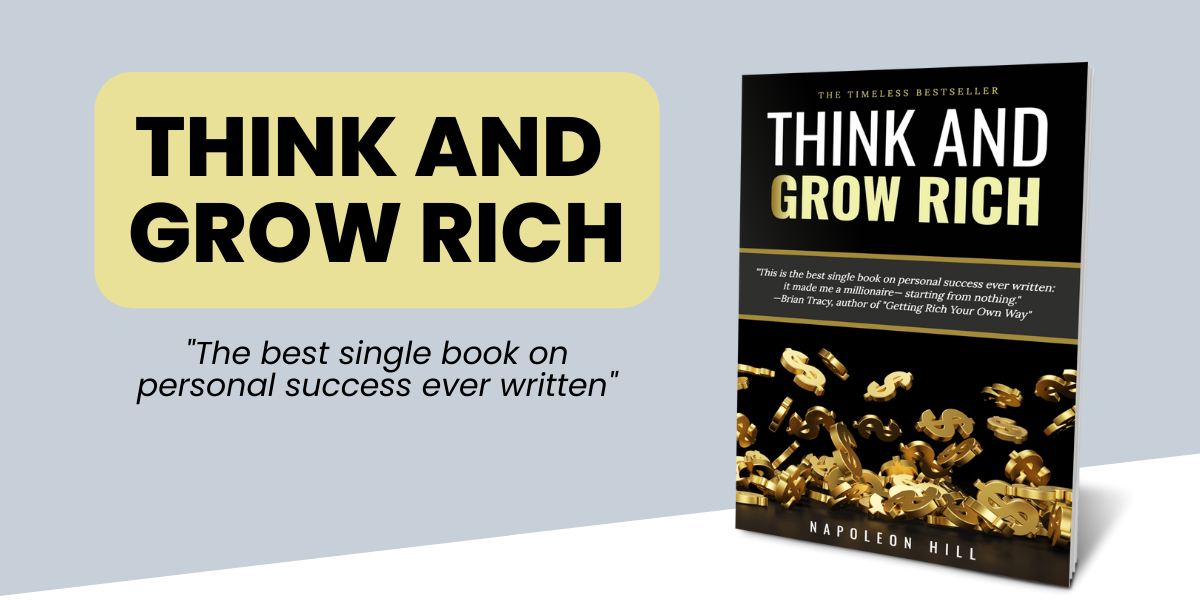 THINK AND
GROW RICH
"The best single book on
personal success ever written"
THE TIMELESS BESTSELLER
THINK AND
GROW RICH
"This is the best single book on personal success ever written:
it made me a millionaire— starting from nothing."
—Brian Tracy, author of "Getting Rich Your Own Way"
NAPOLEON HILL